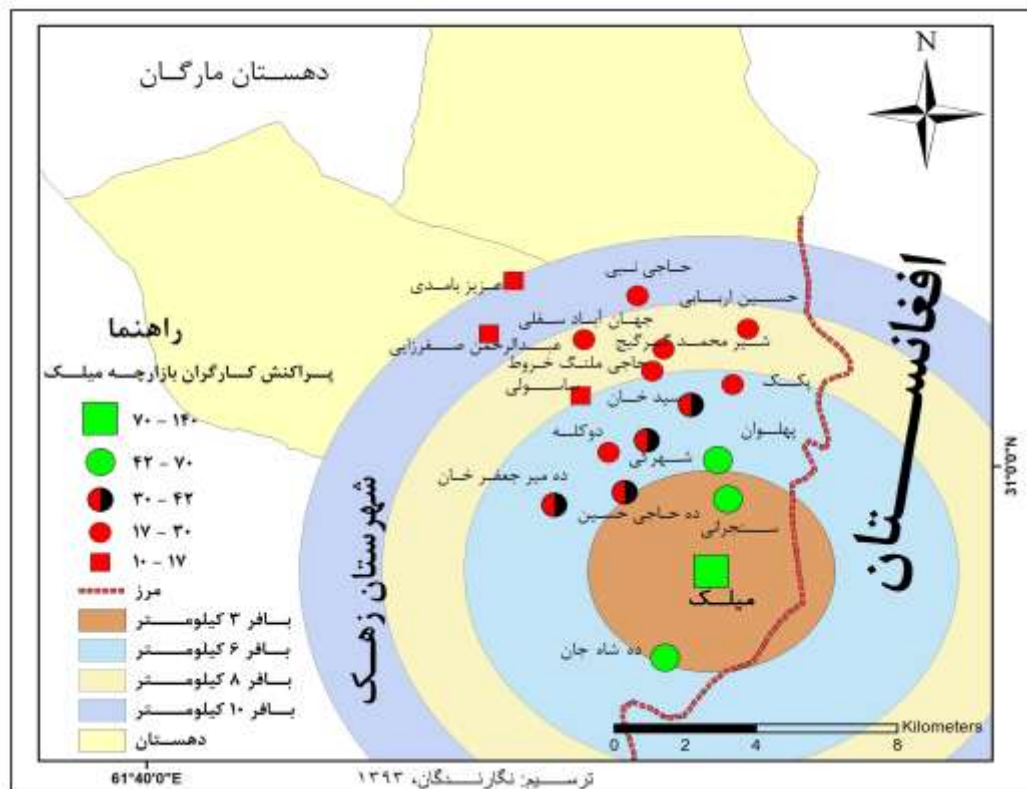 دهستان مارگان
N
افغانستان
31°0'0"N
عزیز بامدی
حاجی نبی
حسین اربابی
جهان آباد سفلی
عبدالرحمن صفرزایی
شیر محمد گرگیج
حاجی ملنگ خروط
ساسولی
پکک
سید خان
پهلوان
دوکله
شهرکی
ده میر جعفر خان
ده حاجی حسین
سنجرانی
میلک
ده شاه جان
شهرستان زهک
راهنما
پراکنش کارگران بازارچه میلک
۷۰ - ۱۴۰
۴۲ - ۷۰
۳۰ - ۴۲
۱۷ - ۳۰
۱۰ - ۱۷
مرز
بافر ۳ کیلومتر
بافر ۶ کیلومتر
بافر ۸ کیلومتر
بافر ۱۰ کیلومتر
دهستان
Kilometers
0 2 4 8
61°40'0"E
ترسیم: نگارندگان، ۱۳۹۳